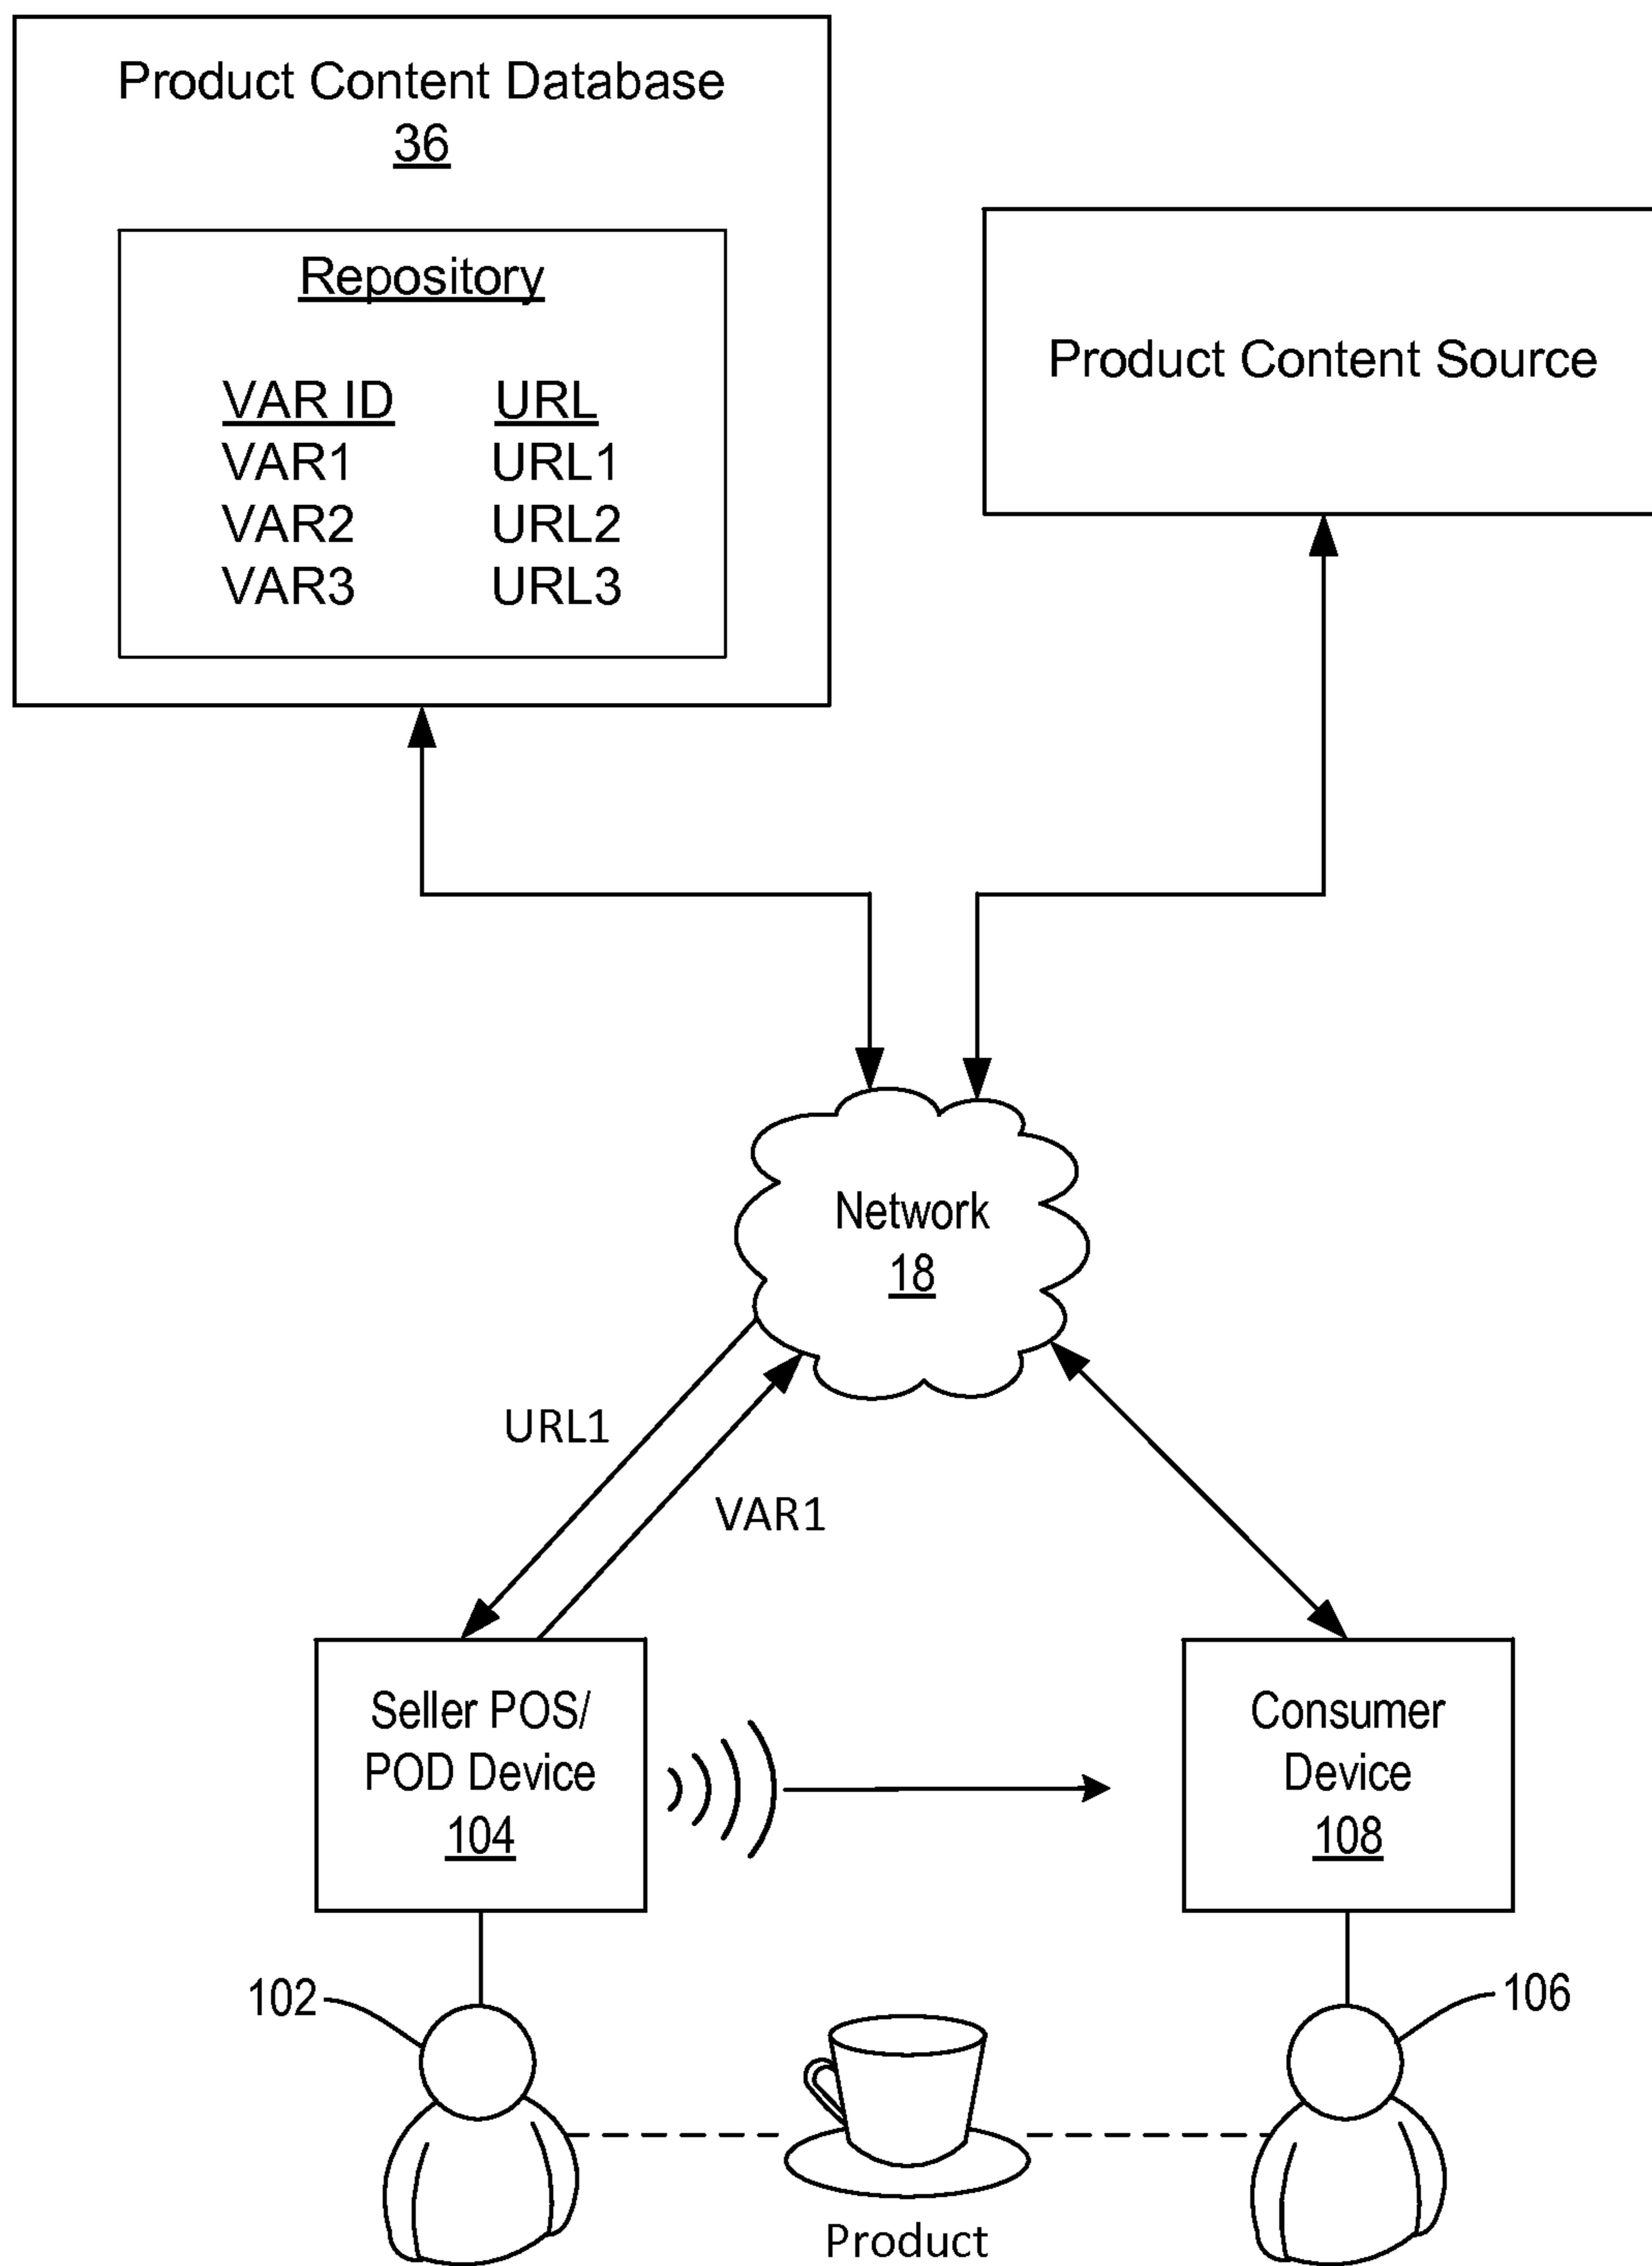 Product Content Database
36
Repository
VAR ID URL
VAR1 URL1
VAR2 URL2
VAR3 URL3
Product Content Source
Network
18
URL1
VAR1
Seller POS/
POD Device
104
Consumer
Device
108
102
106
Product